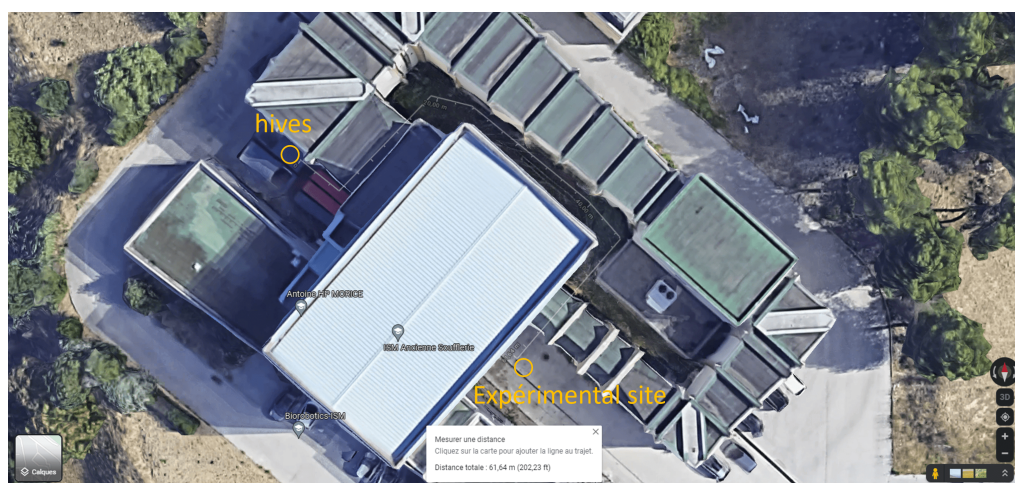 hives
Antoine HP MORICE
ISM Ancienne Soufflerie
Expérimental site
Biorobotics ISM
Mesurer une distance
Cliquez sur la carte pour ajouter la ligne au trajet.
Distance totale : 61,64 m (202,23 ft)
Calques
3D